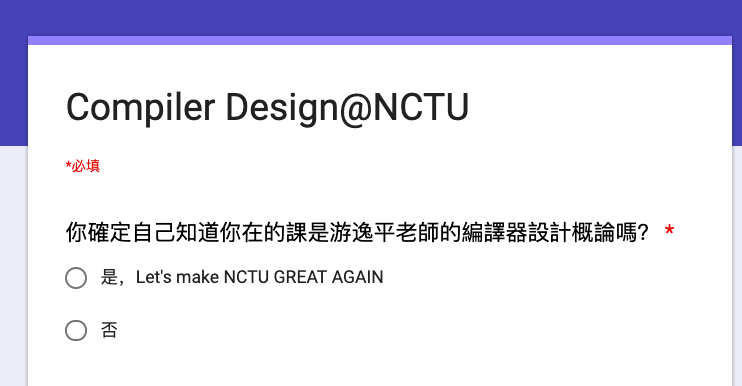 Compiler Design@NCTU
*必填
你確定自己知道你在的課是游逸平老師的編譯器設計概論嗎? *
是，Let's make NCTU GREAT AGAIN
否